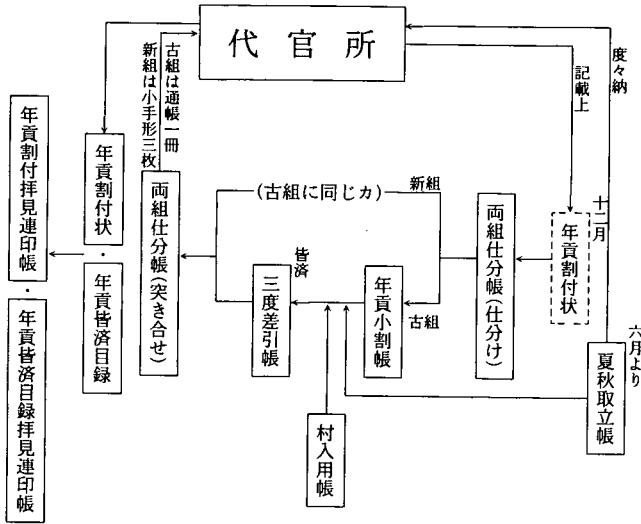 代官所
度々納
記載上
十二月
年貢割付状
六月より
夏秋取立帳
両組仕分帳(仕分け)
新組
古組
年貢小割帳
(古組に同じカ)
皆済
三度差引帳
村入用帳
両組仕分帳(突き合せ)
古組は通帳一冊
新組は小手形三枚
年貢割付状・年貢皆済目録
年貢割付拝見連印帳・年貢皆済目録拝見連印帳